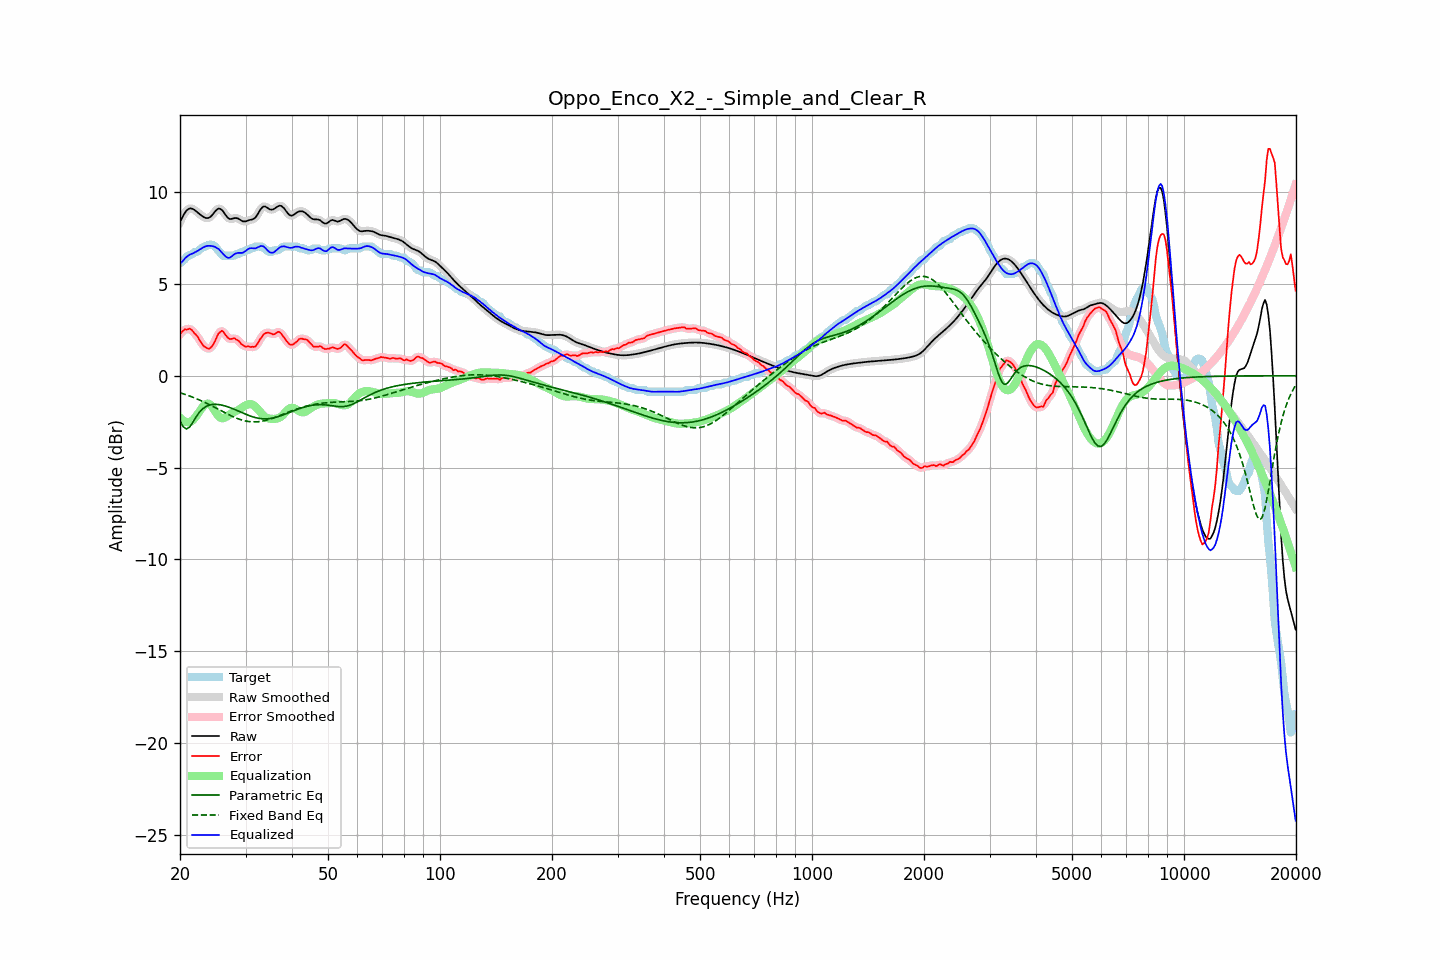 Oppo_Enco_X2_-_Simple_and_Clear_R
Amplitude (dBr)
10
5
0
−5
−10
−15
−20
−25
Target
Raw Smoothed
Error Smoothed
Raw
Error
Equalization
Parametric Eq
Fixed Band Eq
Equalized
20
50
100
200
500
1000
2000
5000
10000
20000
Frequency (Hz)